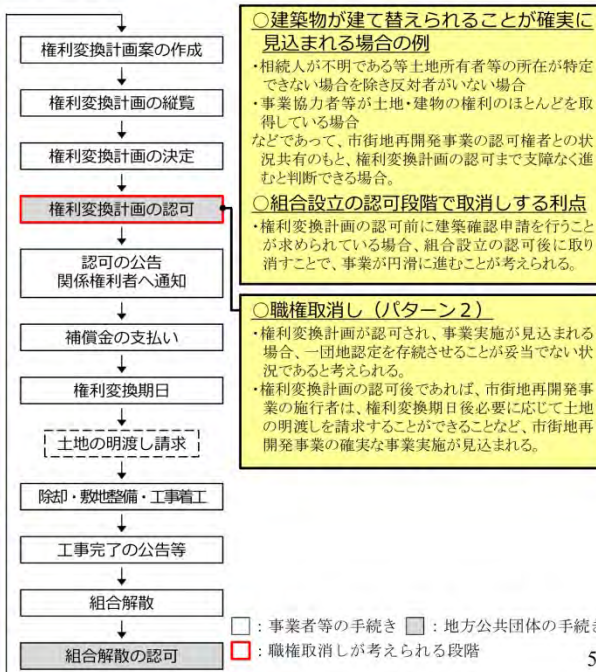 権利変換計画案の作成
権利変換計画の縦覧
権利変換計画の決定
権利変換計画の認可
認可の公告
関係権利者へ通知
補償金の支払い
権利変換期日
土地の明渡し請求
除却・敷地整備・工事着工
工事完了の公告等
組合解散
組合解散の認可
○建築物が建て替えられることが確実に
見込まれる場合の例
・相続人が不明である等土地所有者等の所在が特定
できない場合を除き反対者がいない場合
・事業協力者等が土地・建物の権利のほとんどを取
得している場合
などであって、市街地再開発事業の認可権者との状
況共有のもと、権利変換計画の認可まで支障なく進
むと判断できる場合。
○組合設立の認可段階で取消しする利点
・権利変換計画の認可前に建築確認申請を行うこと
が求められている場合、組合設立の認可後に取り
消すことで、事業が円滑に進むことが考えられる。
○職権取消し（パターン２）
・権利変換計画が認可され、事業実施が見込まれる
場合、一団地認定を存続させることが妥当でない状
況であると考えられる。
・権利変換計画の認可後であれば、市街地再開発事
業の施行者は、権利変換期日後必要に応じて土地
の明渡しを請求することができることなど、市街地再
開発事業の確実な事業実施が見込まれる。
□：事業者等の手続き ■：地方公共団体の手続き
□：職権取消しが考えられる段階
5